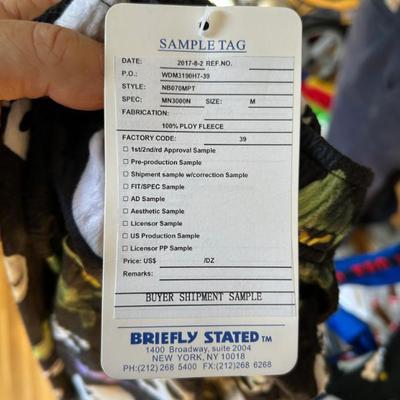 SAMPLE TAG
DATE: 2017-8-2 REF.NO.
P.O.: WDM3190H7-39
STYLE: NB070MPT
SPEC: MN3000N SIZE: M
FABRICATION:
100% PLOY FLEECE
FACTORY CODE: 39
☐ 1st/2nd/rd Approval Sample
☐ Pre-production Sample
☐ Shipment sample w/correction Sample
☐ FIT/SPEC Sample
☐ AD Sample
☐ Aesthetic Sample
☐ Licensor Sample
☐ US Production Sample
☐ Licensor PP Sample
Price: US$ /DZ
Remarks:
BUYER SHIPMENT SAMPLE
BRIEFLY STATED TM
1400 Broadway, suite 2004
NEW YORK, NY 10018
PH:(212)268 5400 FX:(212)268 6268